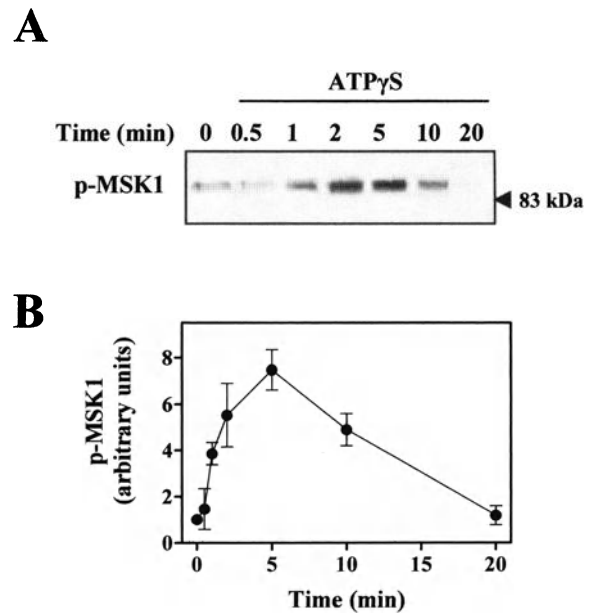 A
ATPγS
Time (min) 0 0.5 1 2 5 10 20
p-MSK1
83 kDa
B
p-MSK1
(arbitrary units)
8
6
4
2
0
0 5 10 15 20
Time (min)